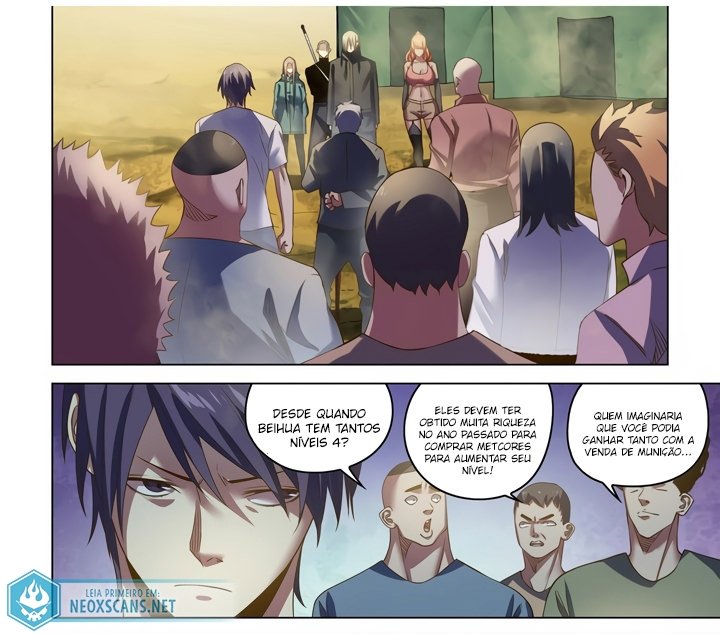 DESDE QUANDO
BEIHUA TEM TANTOS
NÍVEIS 4?
ELES DEVEM TER
OBTIDO MUITA RIQUEZA
NO ANO PASSADO PARA
COMPRAR METCORES
PARA AUMENTAR SEU
NÍVEL!
QUEM IMAGINARIA
QUE VOCÊ PODIA
GANHAR TANTO COM A
VENDA DE MUNIGÃO...
LEIA PRIMEIRO EM:
NEOXSCANS.NET